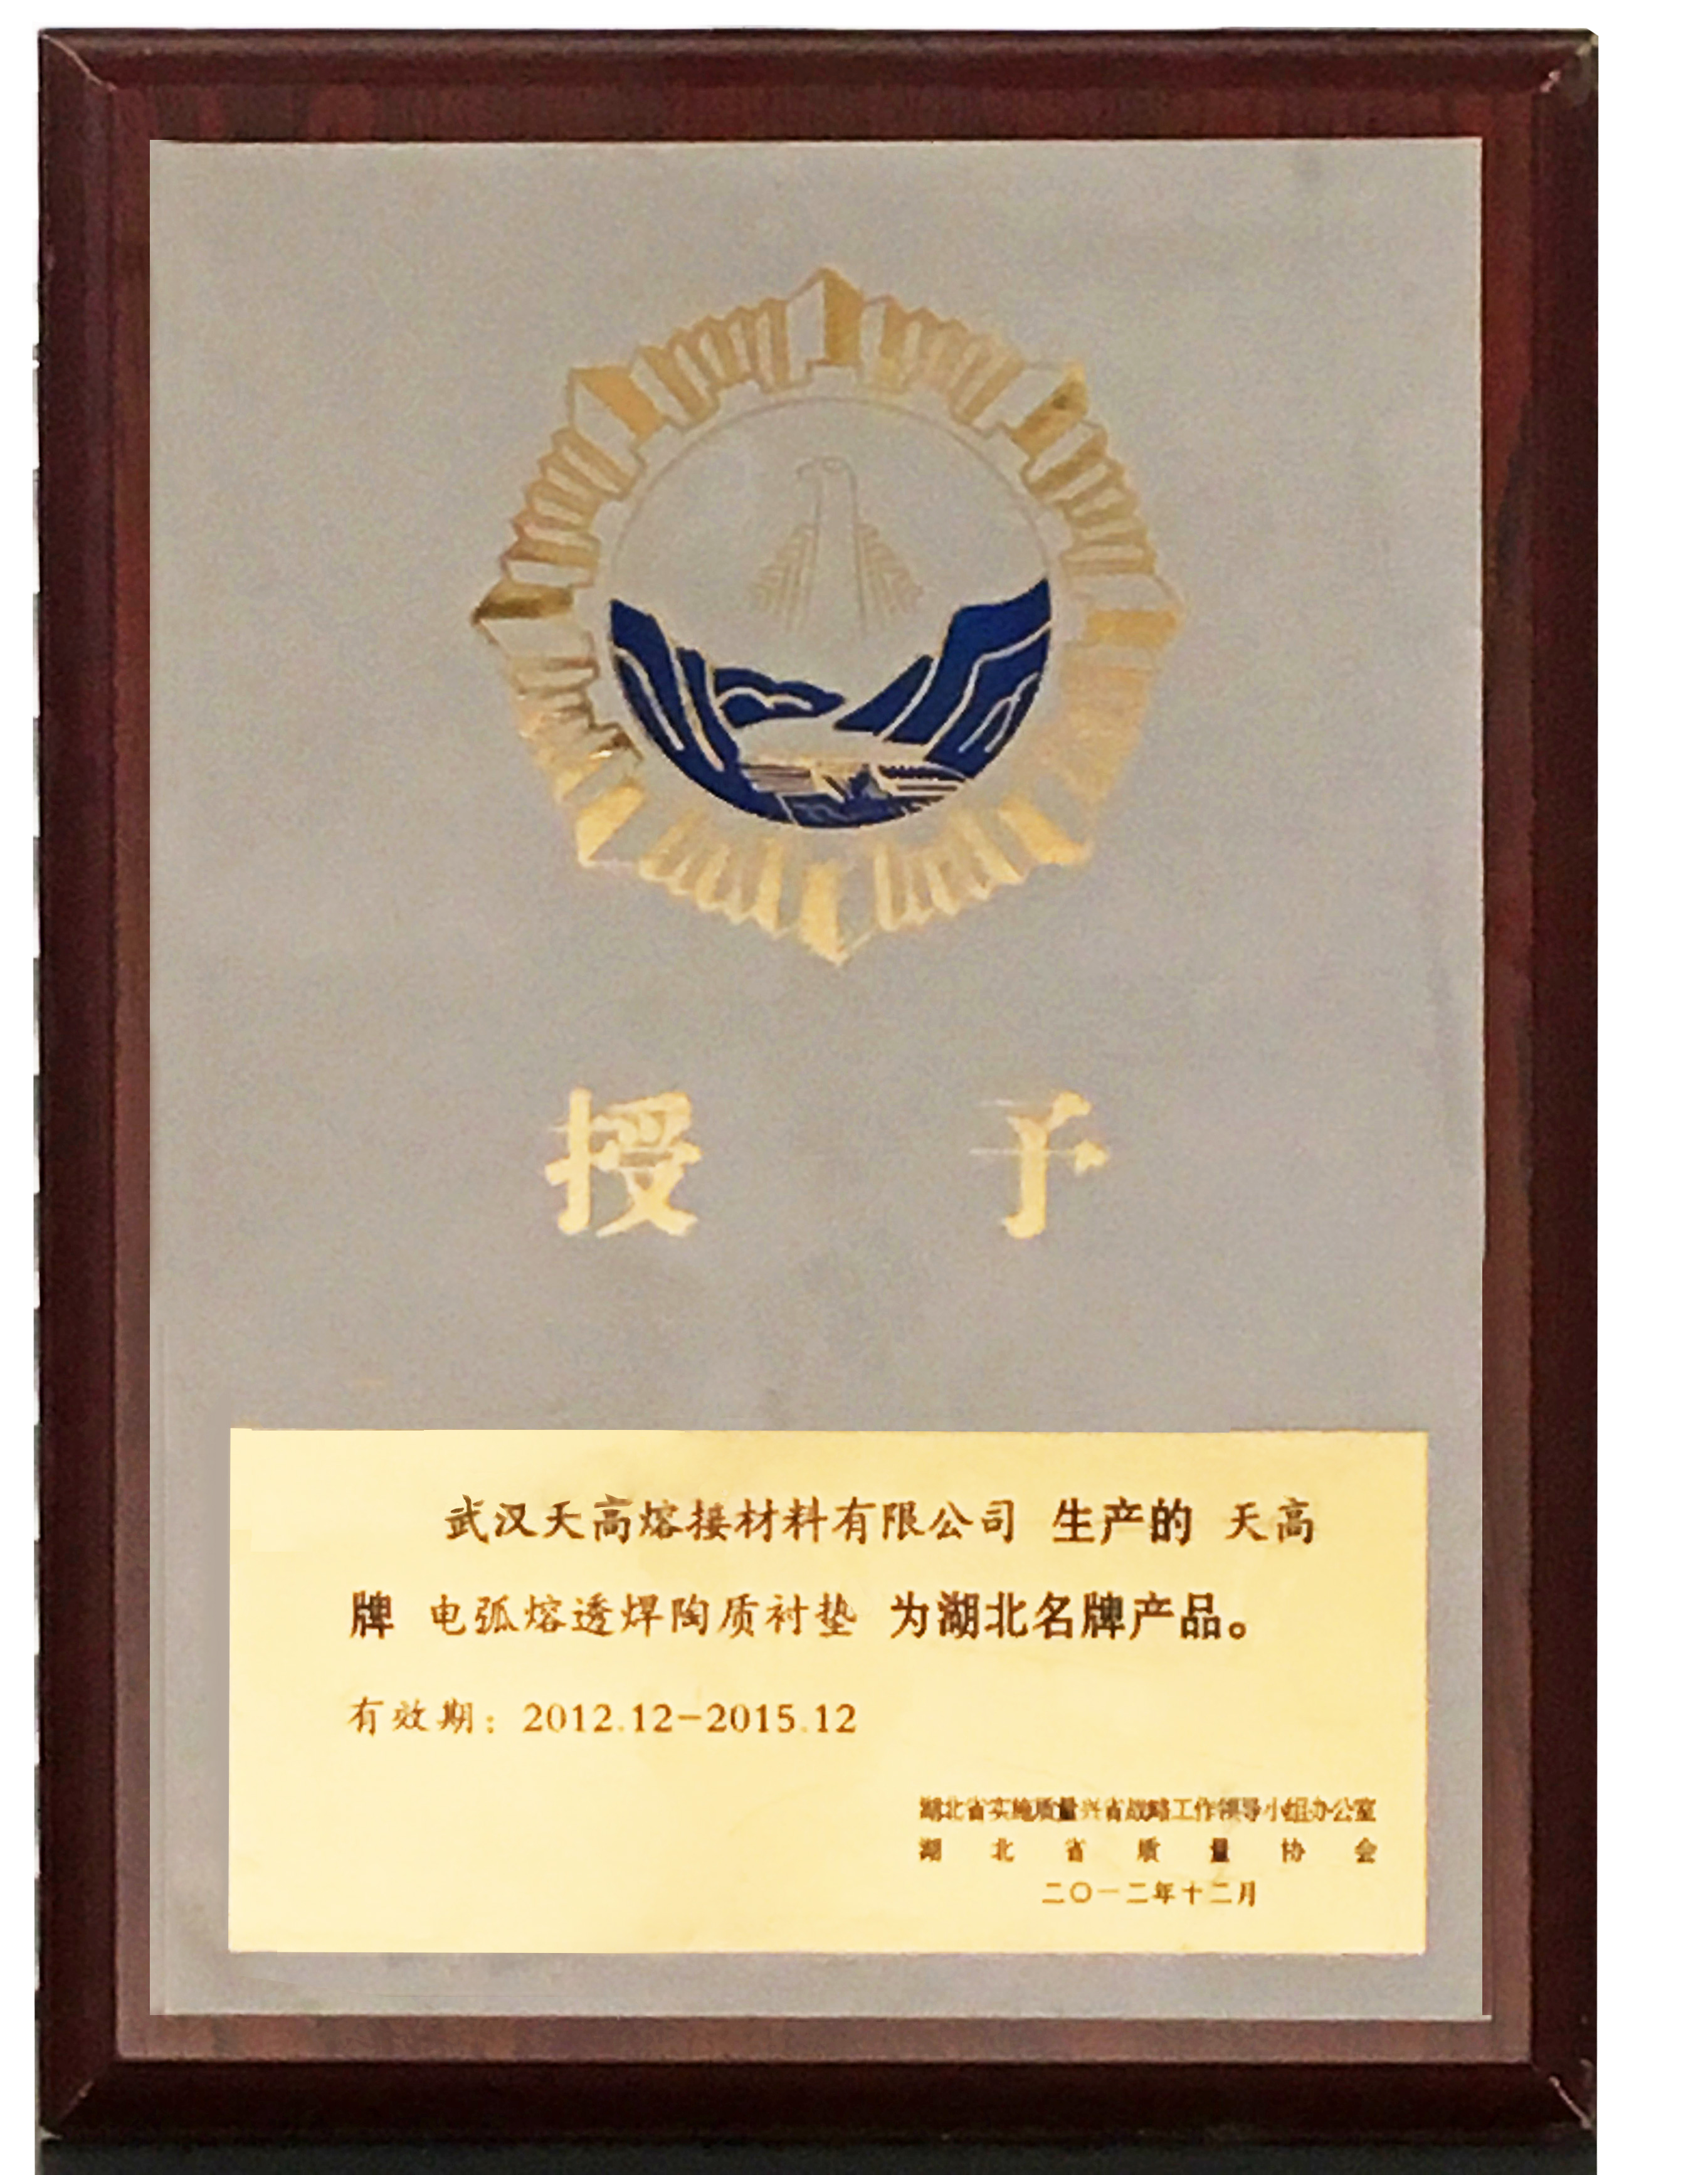 授 予
武汉天高熔接材料有限公司 生产的 天高
牌 电弧熔透焊陶质衬垫 为湖北名牌产品。
有效期：2012.12-2015.12
湖北省实施质量兴省战略工作领导小组办公室
湖北省质量协会
二〇一二年十二月